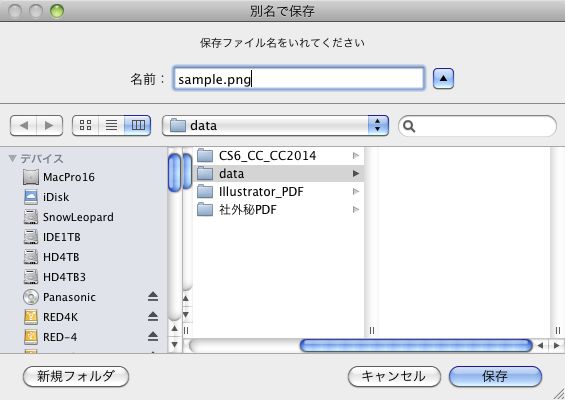 別名で保存
保存ファイル名をいれてください
名前：
sample.png
data
デバイス
MacPro16
iDisk
SnowLeopard
IDE1TB
HD4TB
HD4TB3
Panasonic
RED4K
RED-4
CS6_CC_CC2014
data
Illustrator_PDF
社外秘PDF
新規フォルダ
キャンセル
保存